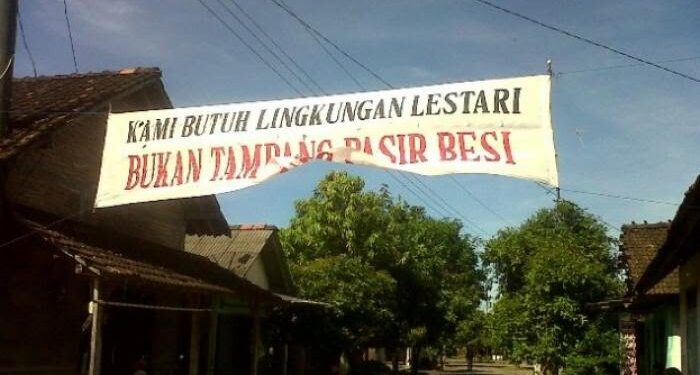 KAMI BUTUH LINGKUNGAN LESTARI
BUKAN TAMBANG PASIR BESI